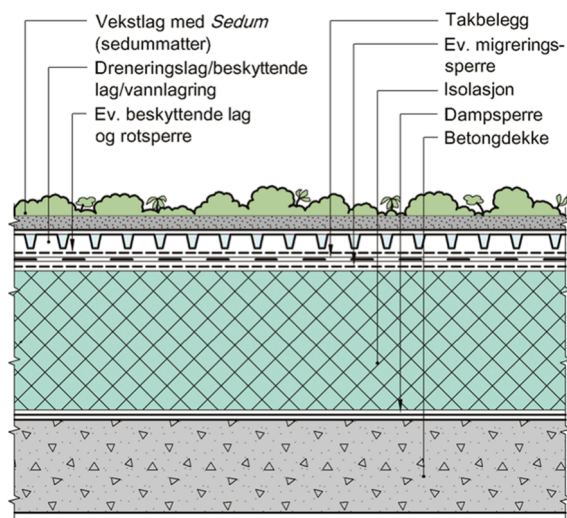 Vekstlag med Sedum
(sedummatter)
Dreneringslag/beskyttende
lag/vannlagring
Ev. beskyttende lag
og rotsperre
Takbelegg
Ev. migrerings-
sperre
Isolasjon
Dampsperre
Betongdekke